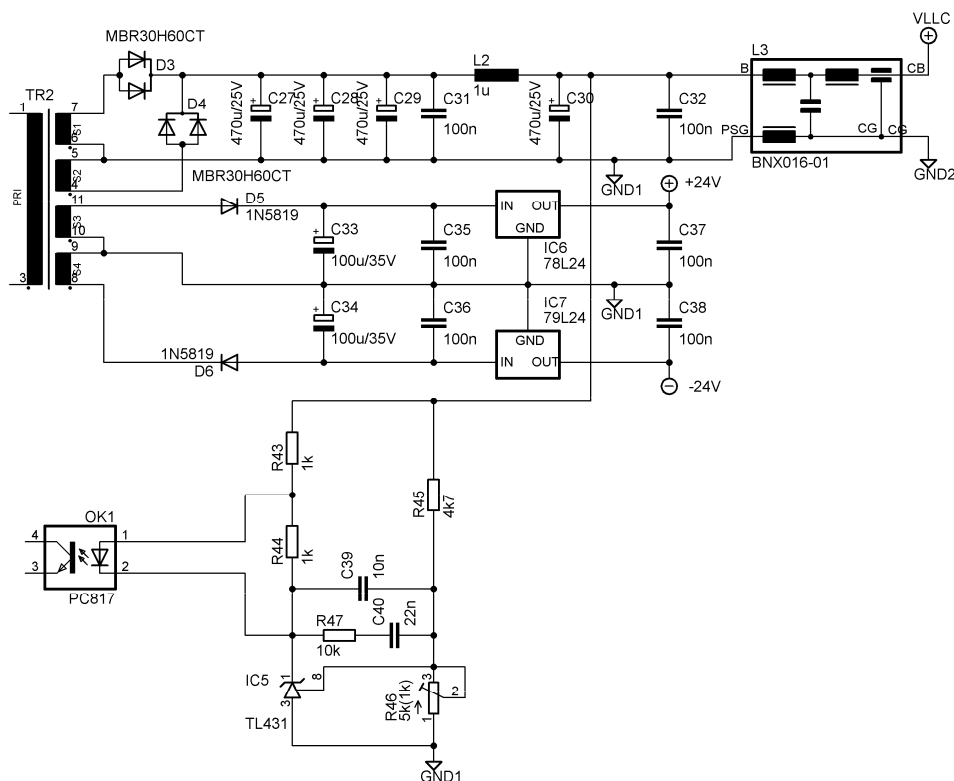 VLLC
MBR30H60CT
D3
L2
1u
L3
B
CB
TR2
1
7
D4
C27
470u/25V
C28
470u/25V
C29
470u/25V
C31
100n
C30
470u/25V
C32
100n
S1
6
5
PSG
CG
CG
BNX016-01
S2
4
MBR30H60CT
GND1
GND2
+24V
PRI
11
D5
1N5819
IN
OUT
GND
S3
10
C33
100u/35V
C35
100n
IC6
78L24
C37
100n
9
GND1
S4
3
8
C34
100u/35V
C36
100n
IC7
79L24
GND
C38
100n
1N5819
D6
IN
OUT
-24V
R43
1k
R45
4k7
OK1
4
1
3
2
PC817
R44
1k
C39
10n
C40
22n
R47
10k
IC5
1
8
3
TL431
R46
5k(1k)
3
2
1
GND1